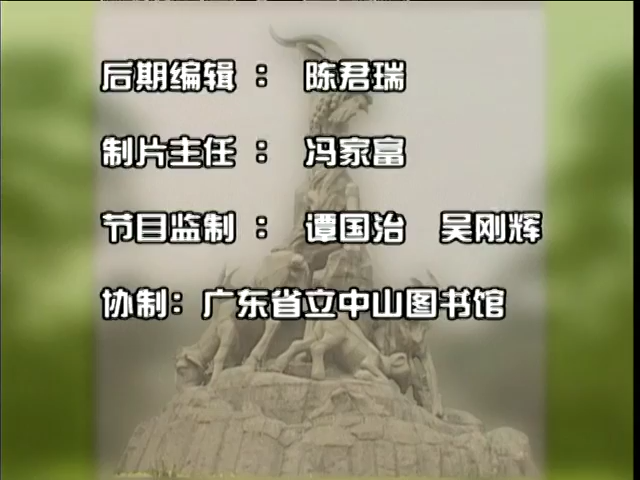 后期编辑 : 陈君瑞
制片主任 : 冯家富
节目监制 : 谭国治 吴刚辉
协制: 广东省立中山图书馆